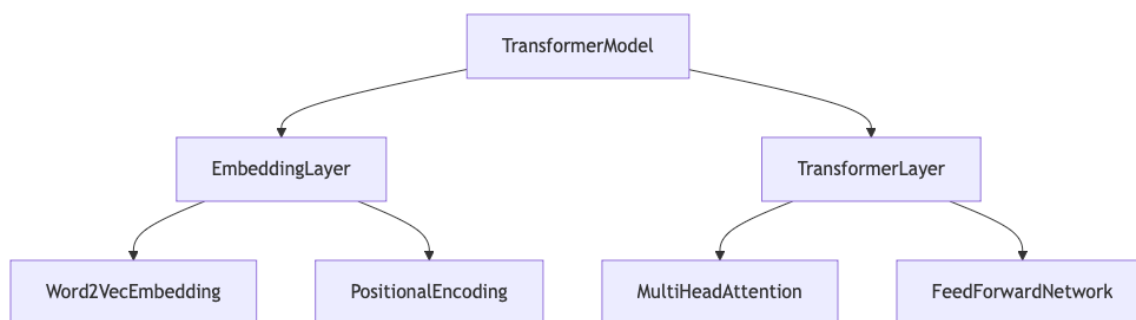 TransformerModel
EmbeddingLayer
TransformerLayer
Word2VecEmbedding
PositionalEncoding
MultiHeadAttention
FeedForwardNetwork